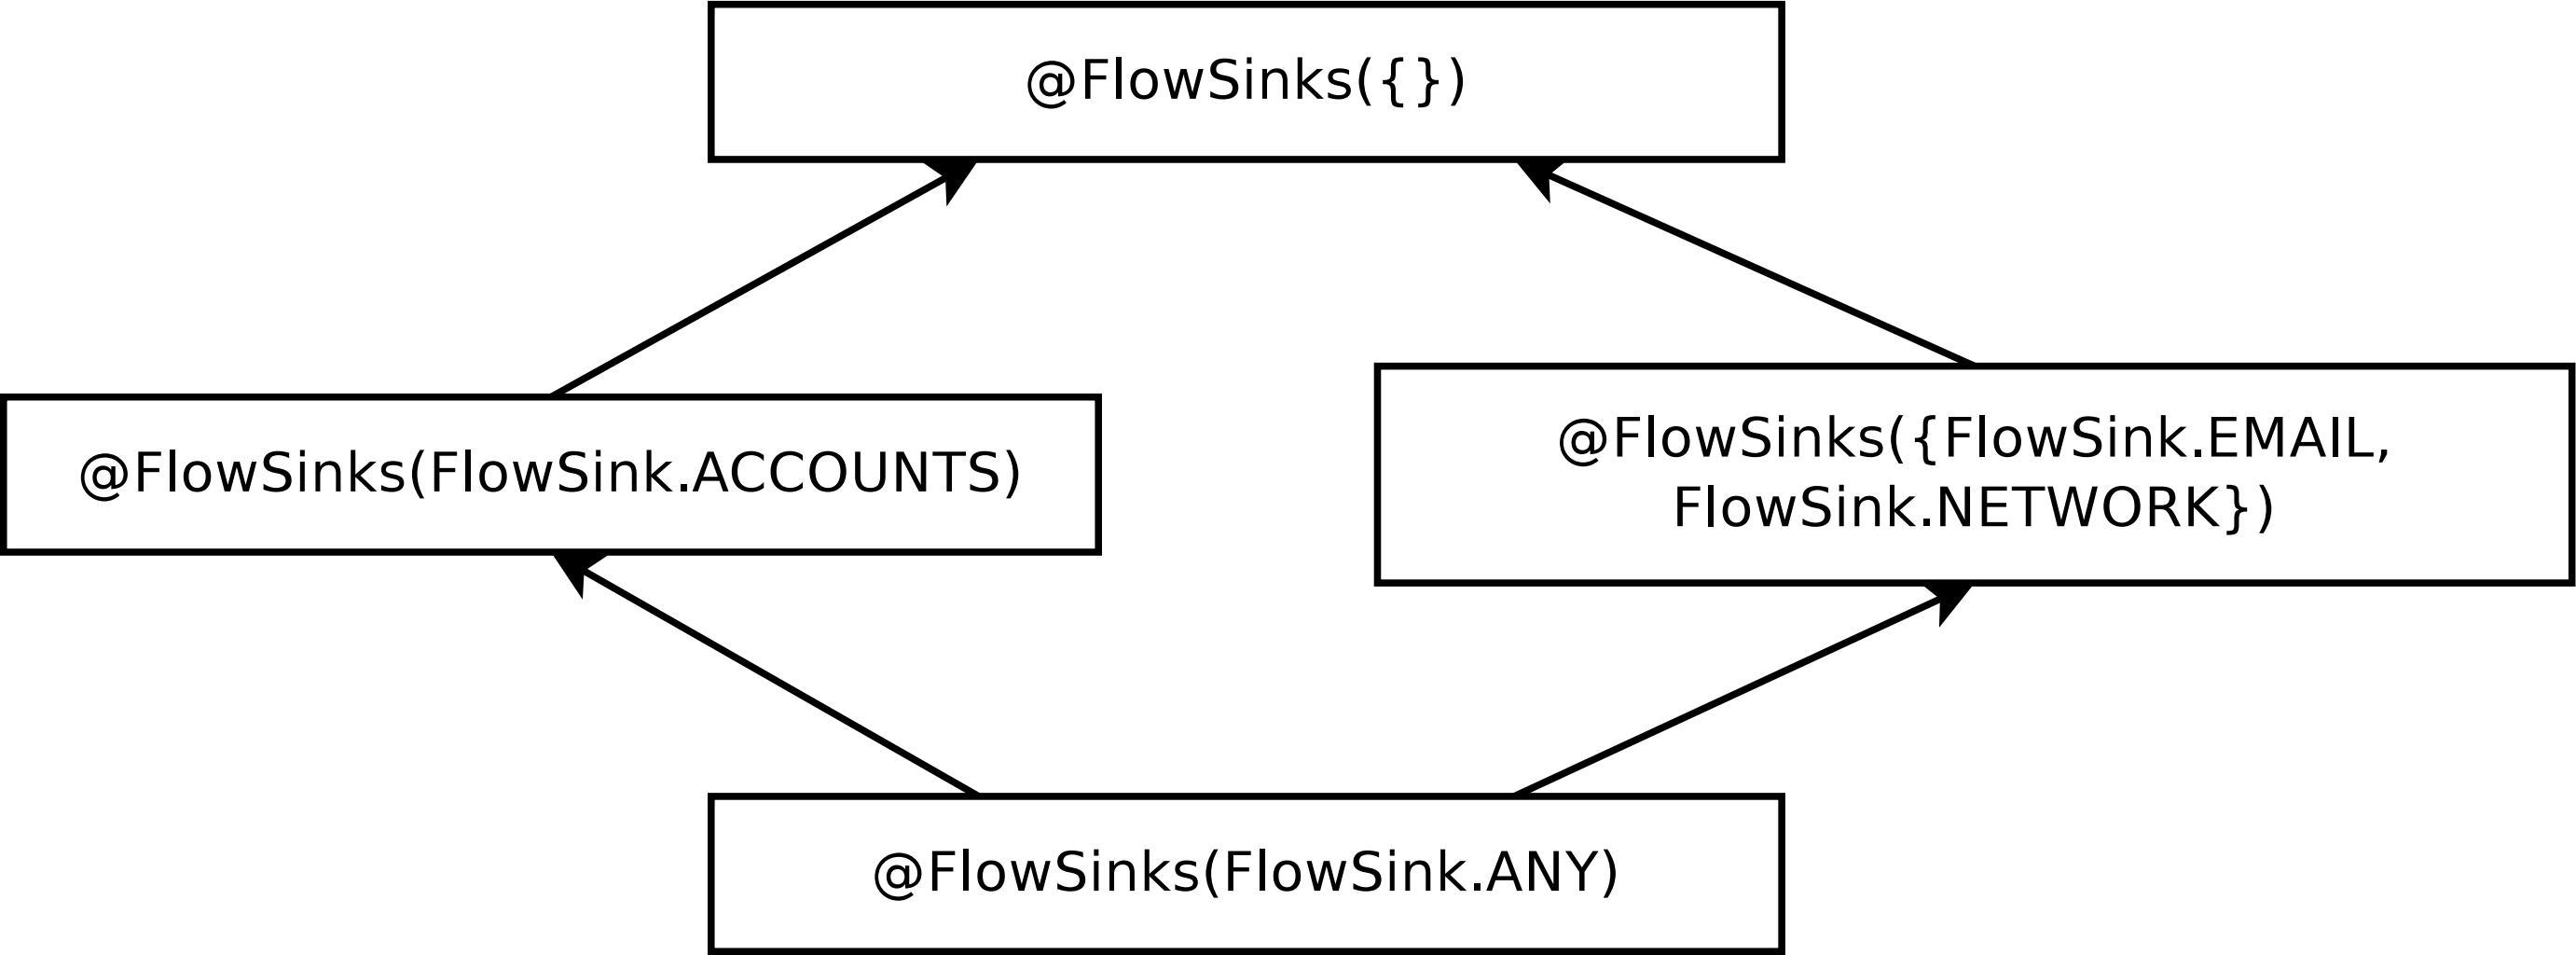 @FlowSinks({})
@FlowSinks(FlowSink.ACCOUNTS)
@FlowSinks({FlowSink.EMAIL,
FlowSink.NETWORK})
@FlowSinks(FlowSink.ANY)